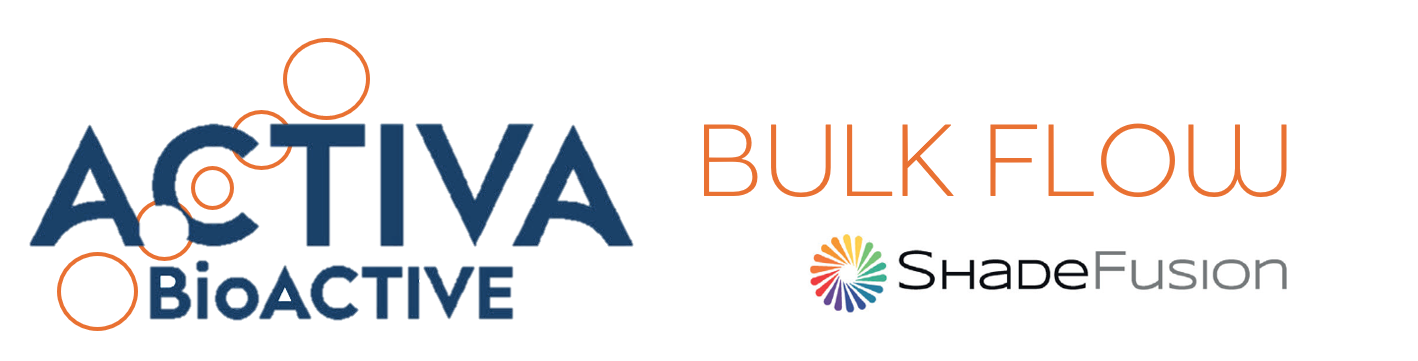 ACTIVA
BioACTIVE
BULK FLOW
SHADEFUSION